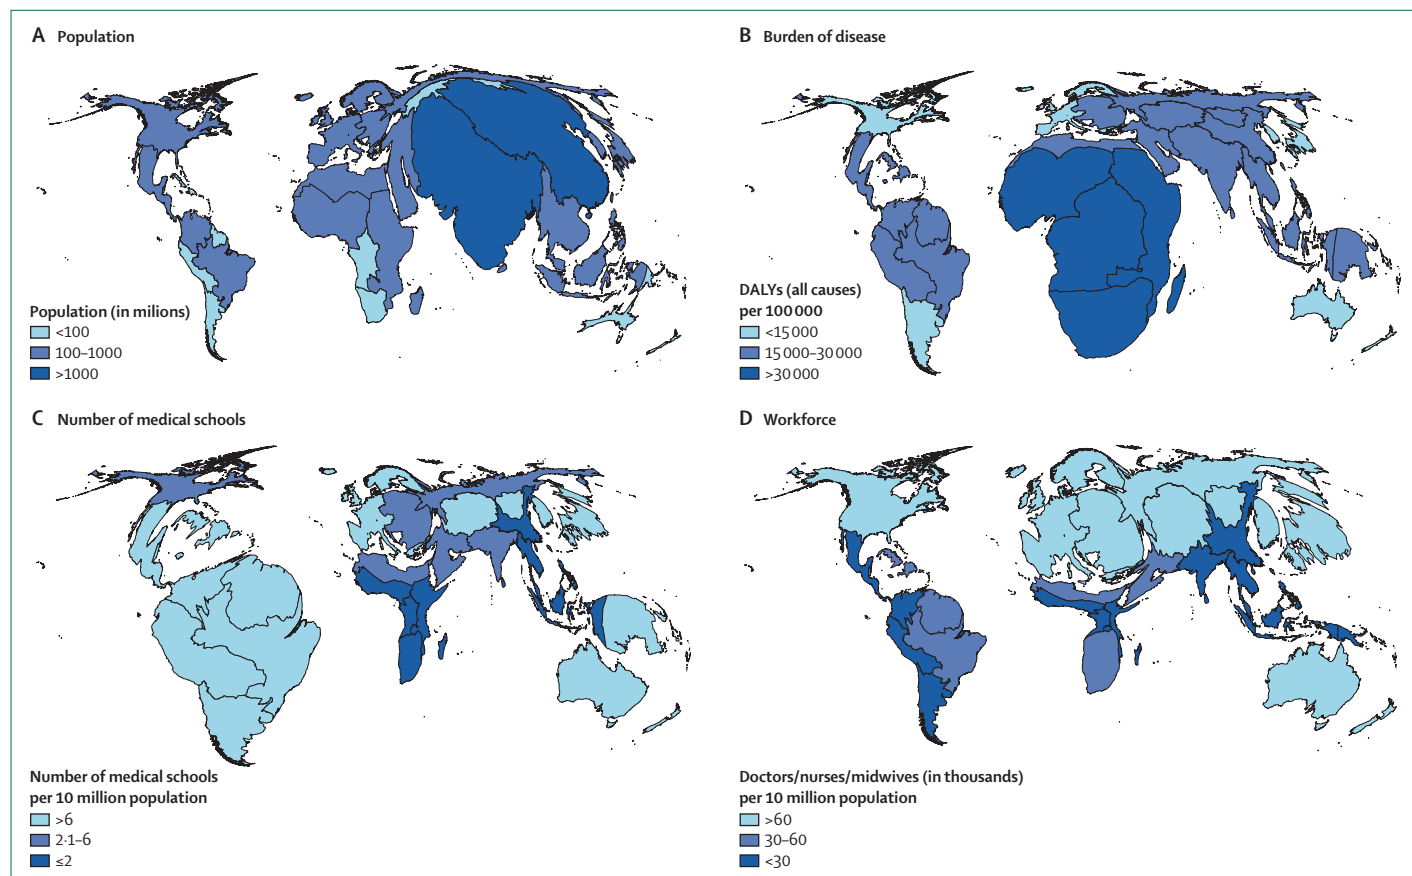 A Population
Population (in milions)
<100
100–1000
>1000
B Burden of disease
DALYs (all causes)
per 100 000
<15 000
15 000–30 000
>30 000
C Number of medical schools
Number of medical schools
per 10 million population
>6
2·1–6
≤2
D Workforce
Doctors/nurses/midwives (in thousands)
per 10 million population
>60
30–60
<30